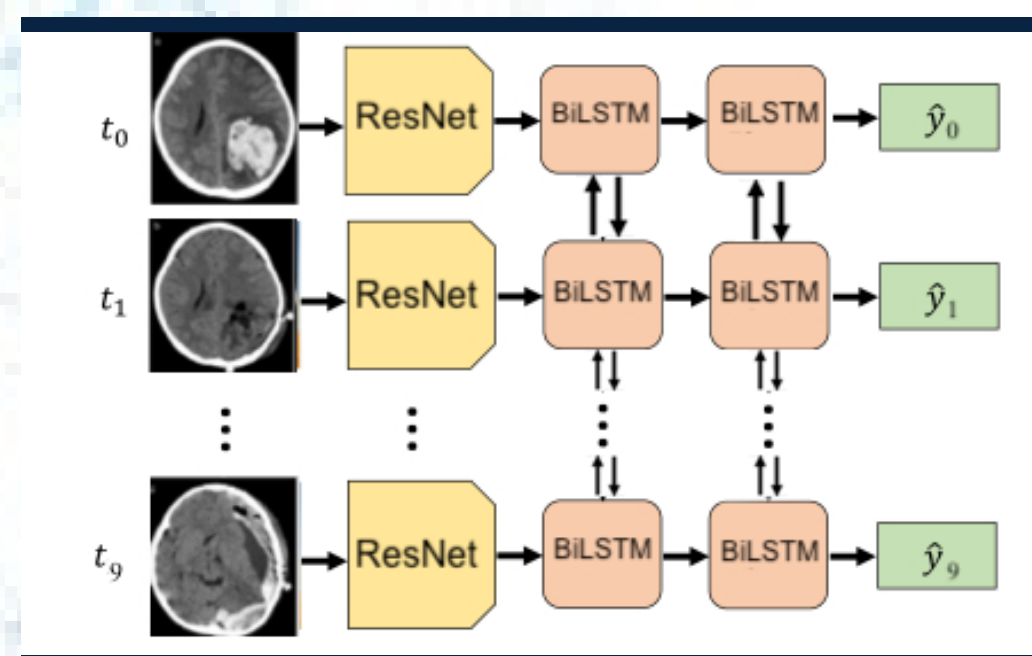 t₀ ResNet BiLSTM BiLSTM ŷ₀
t₁ ResNet BiLSTM BiLSTM ŷ₁
t₉ ResNet BiLSTM BiLSTM ŷ₉